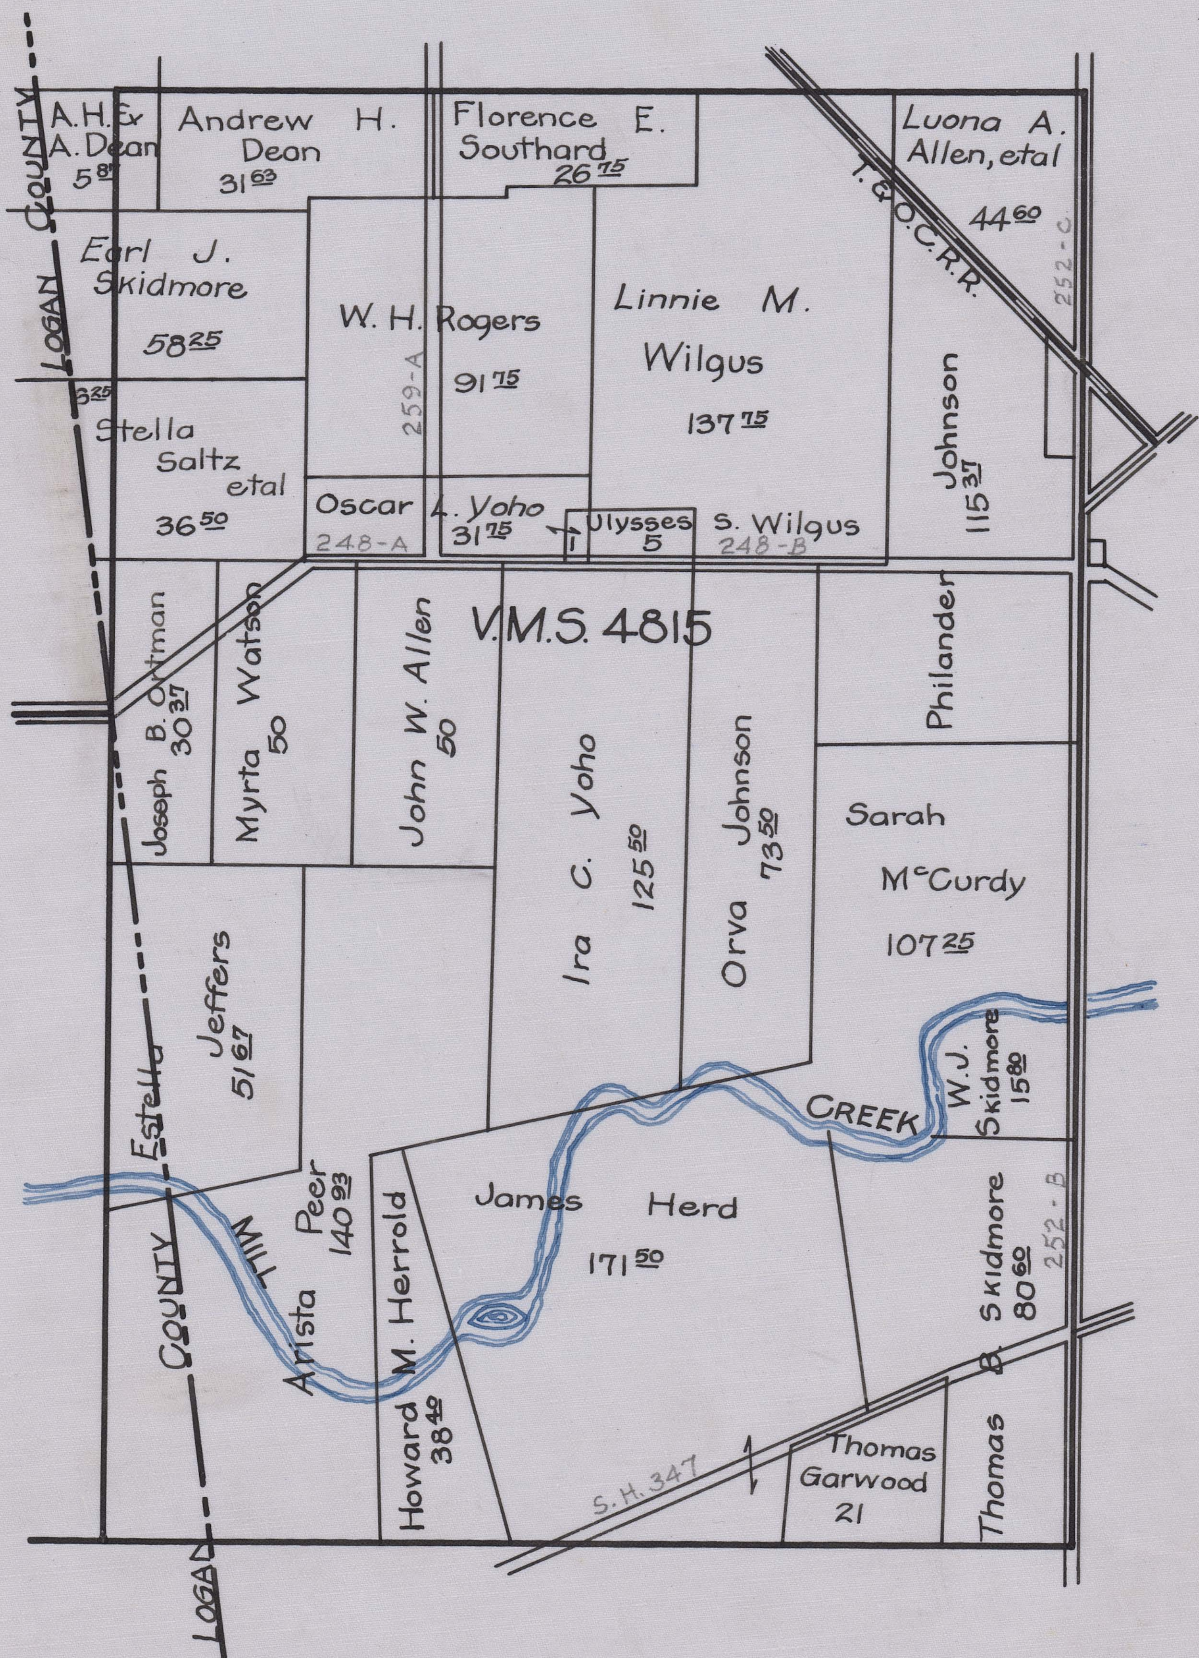 LOGAN COUNTY
A.H. Ex
A. Dean
5 87
Andrew H.
Dean
31 63
Florence E.
Southard
26 75
Luona A.
Allen, etal
44 60
252-C
T. & O.C.R.R.
Earl J.
Skidmore
58 25
W. H. Rogers
91 75
259-A
Linnie M.
Wilgus
137 75
Johnson
115 37
6 25
Stella
Saltz
etal
36 50
Oscar L. Yoho
31 75
248-A
1
Ulysses S. Wilgus
5
248-B
V.M.S. 4815
Joseph B. Ortman
30 37
Myrta Watson
50
John W. Allen
50
Ira C. Yoho
125 50
Orva Johnson
73 50
Philander
Sarah
McCurdy
107 25
Estella Jeffers
51 67
W. J.
Skidmore
15 80
MILL CREEK
Arista Peer
140 93
Howard M. Herrold
38 40
James Herd
171 50
Thomas B. Skidmore
80 60
252-B
S.H. 347
Thomas
Garwood
21
LOGAN COUNTY